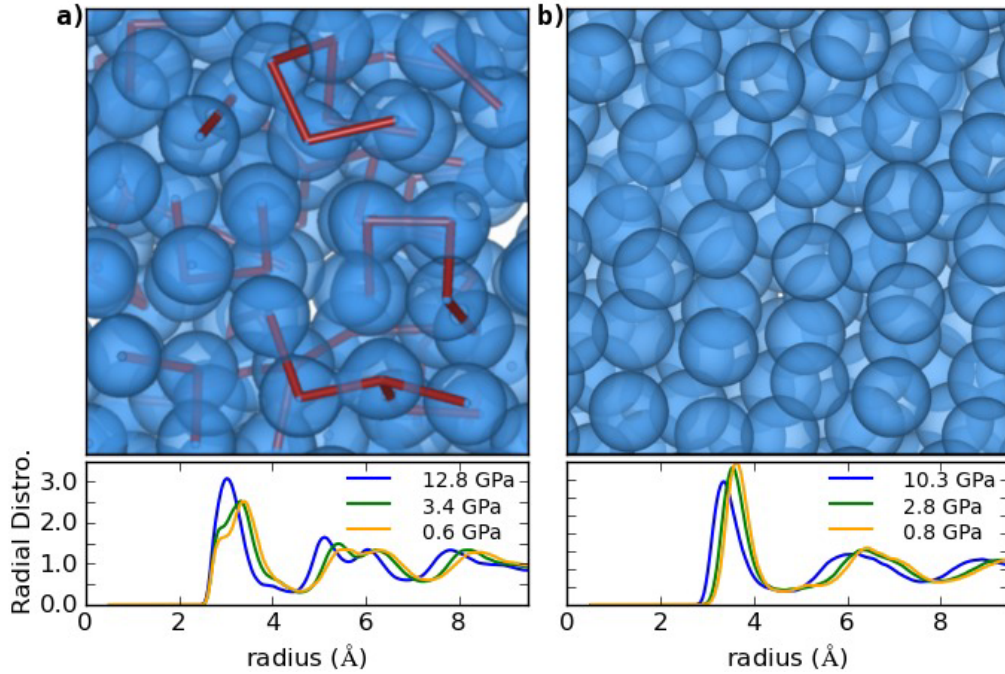 a)
b)
Radial Distro.
3.0
2.0
1.0
0.0
12.8 GPa
3.4 GPa
0.6 GPa
10.3 GPa
2.8 GPa
0.8 GPa
0 2 4 6 8
0 2 4 6 8
radius (Å)
radius (Å)